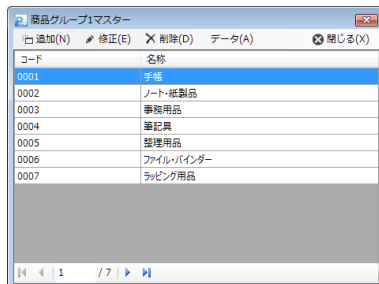 商品グループ1マスター
追加(N) 修正(E) 削除(D) データ(A) 閉じる(X)
コード 名称
0001 手帳
0002 ノート・紙製品
0003 事務用品
0004 筆記具
0005 整理用品
0006 ファイル・バインダー
0007 ラッピング用品
1 / 7